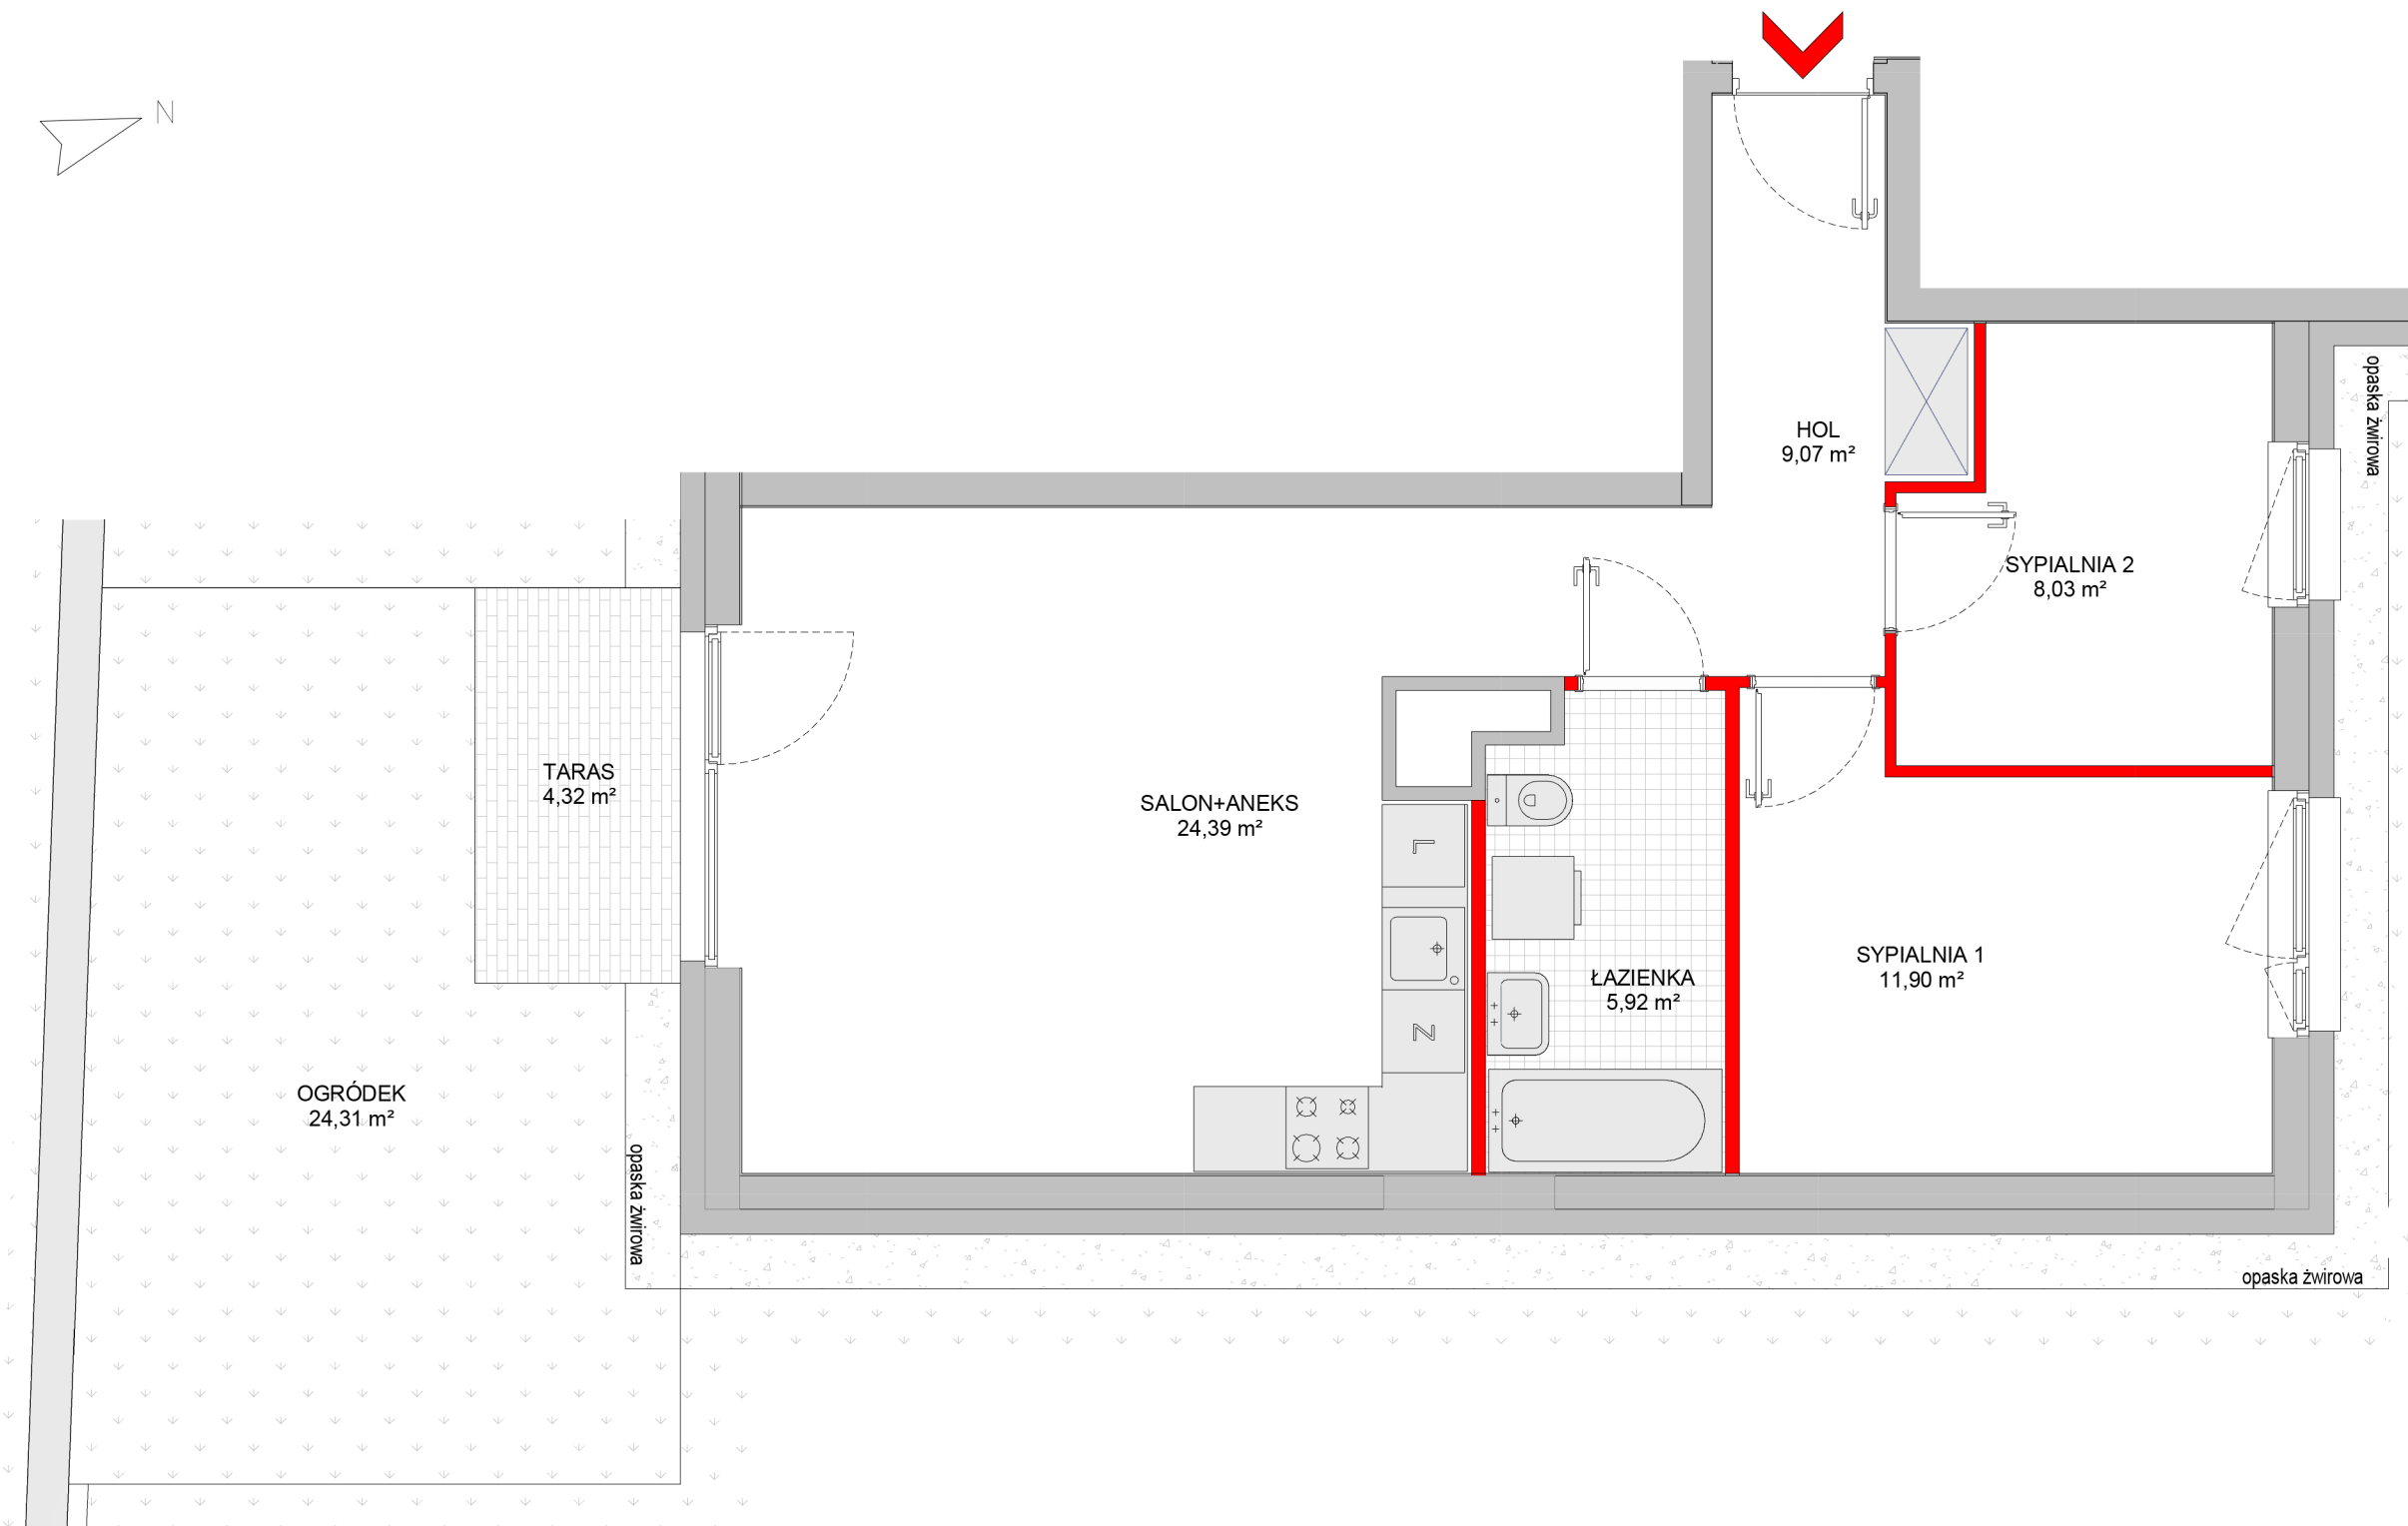 N
HOL
9,07 m²
opaska żwirowa
SYPIALNIA 2
8,03 m²
TARAS
4,32 m²
SALON+ANEKS
24,39 m²
L
Z
ŁAZIENKA
5,92 m²
SYPIALNIA 1
11,90 m²
OGRÓDEK
24,31 m²
opaska żwirowa
opaska żwirowa